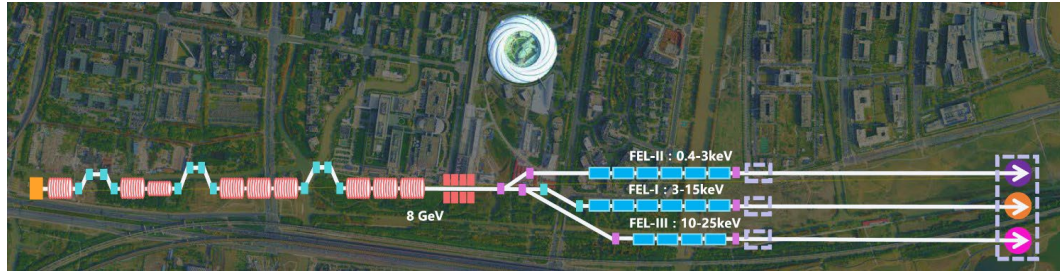 FEL-II : 0.4-3keV
FEL-I : 3-15keV
8 GeV
FEL-III : 10-25keV